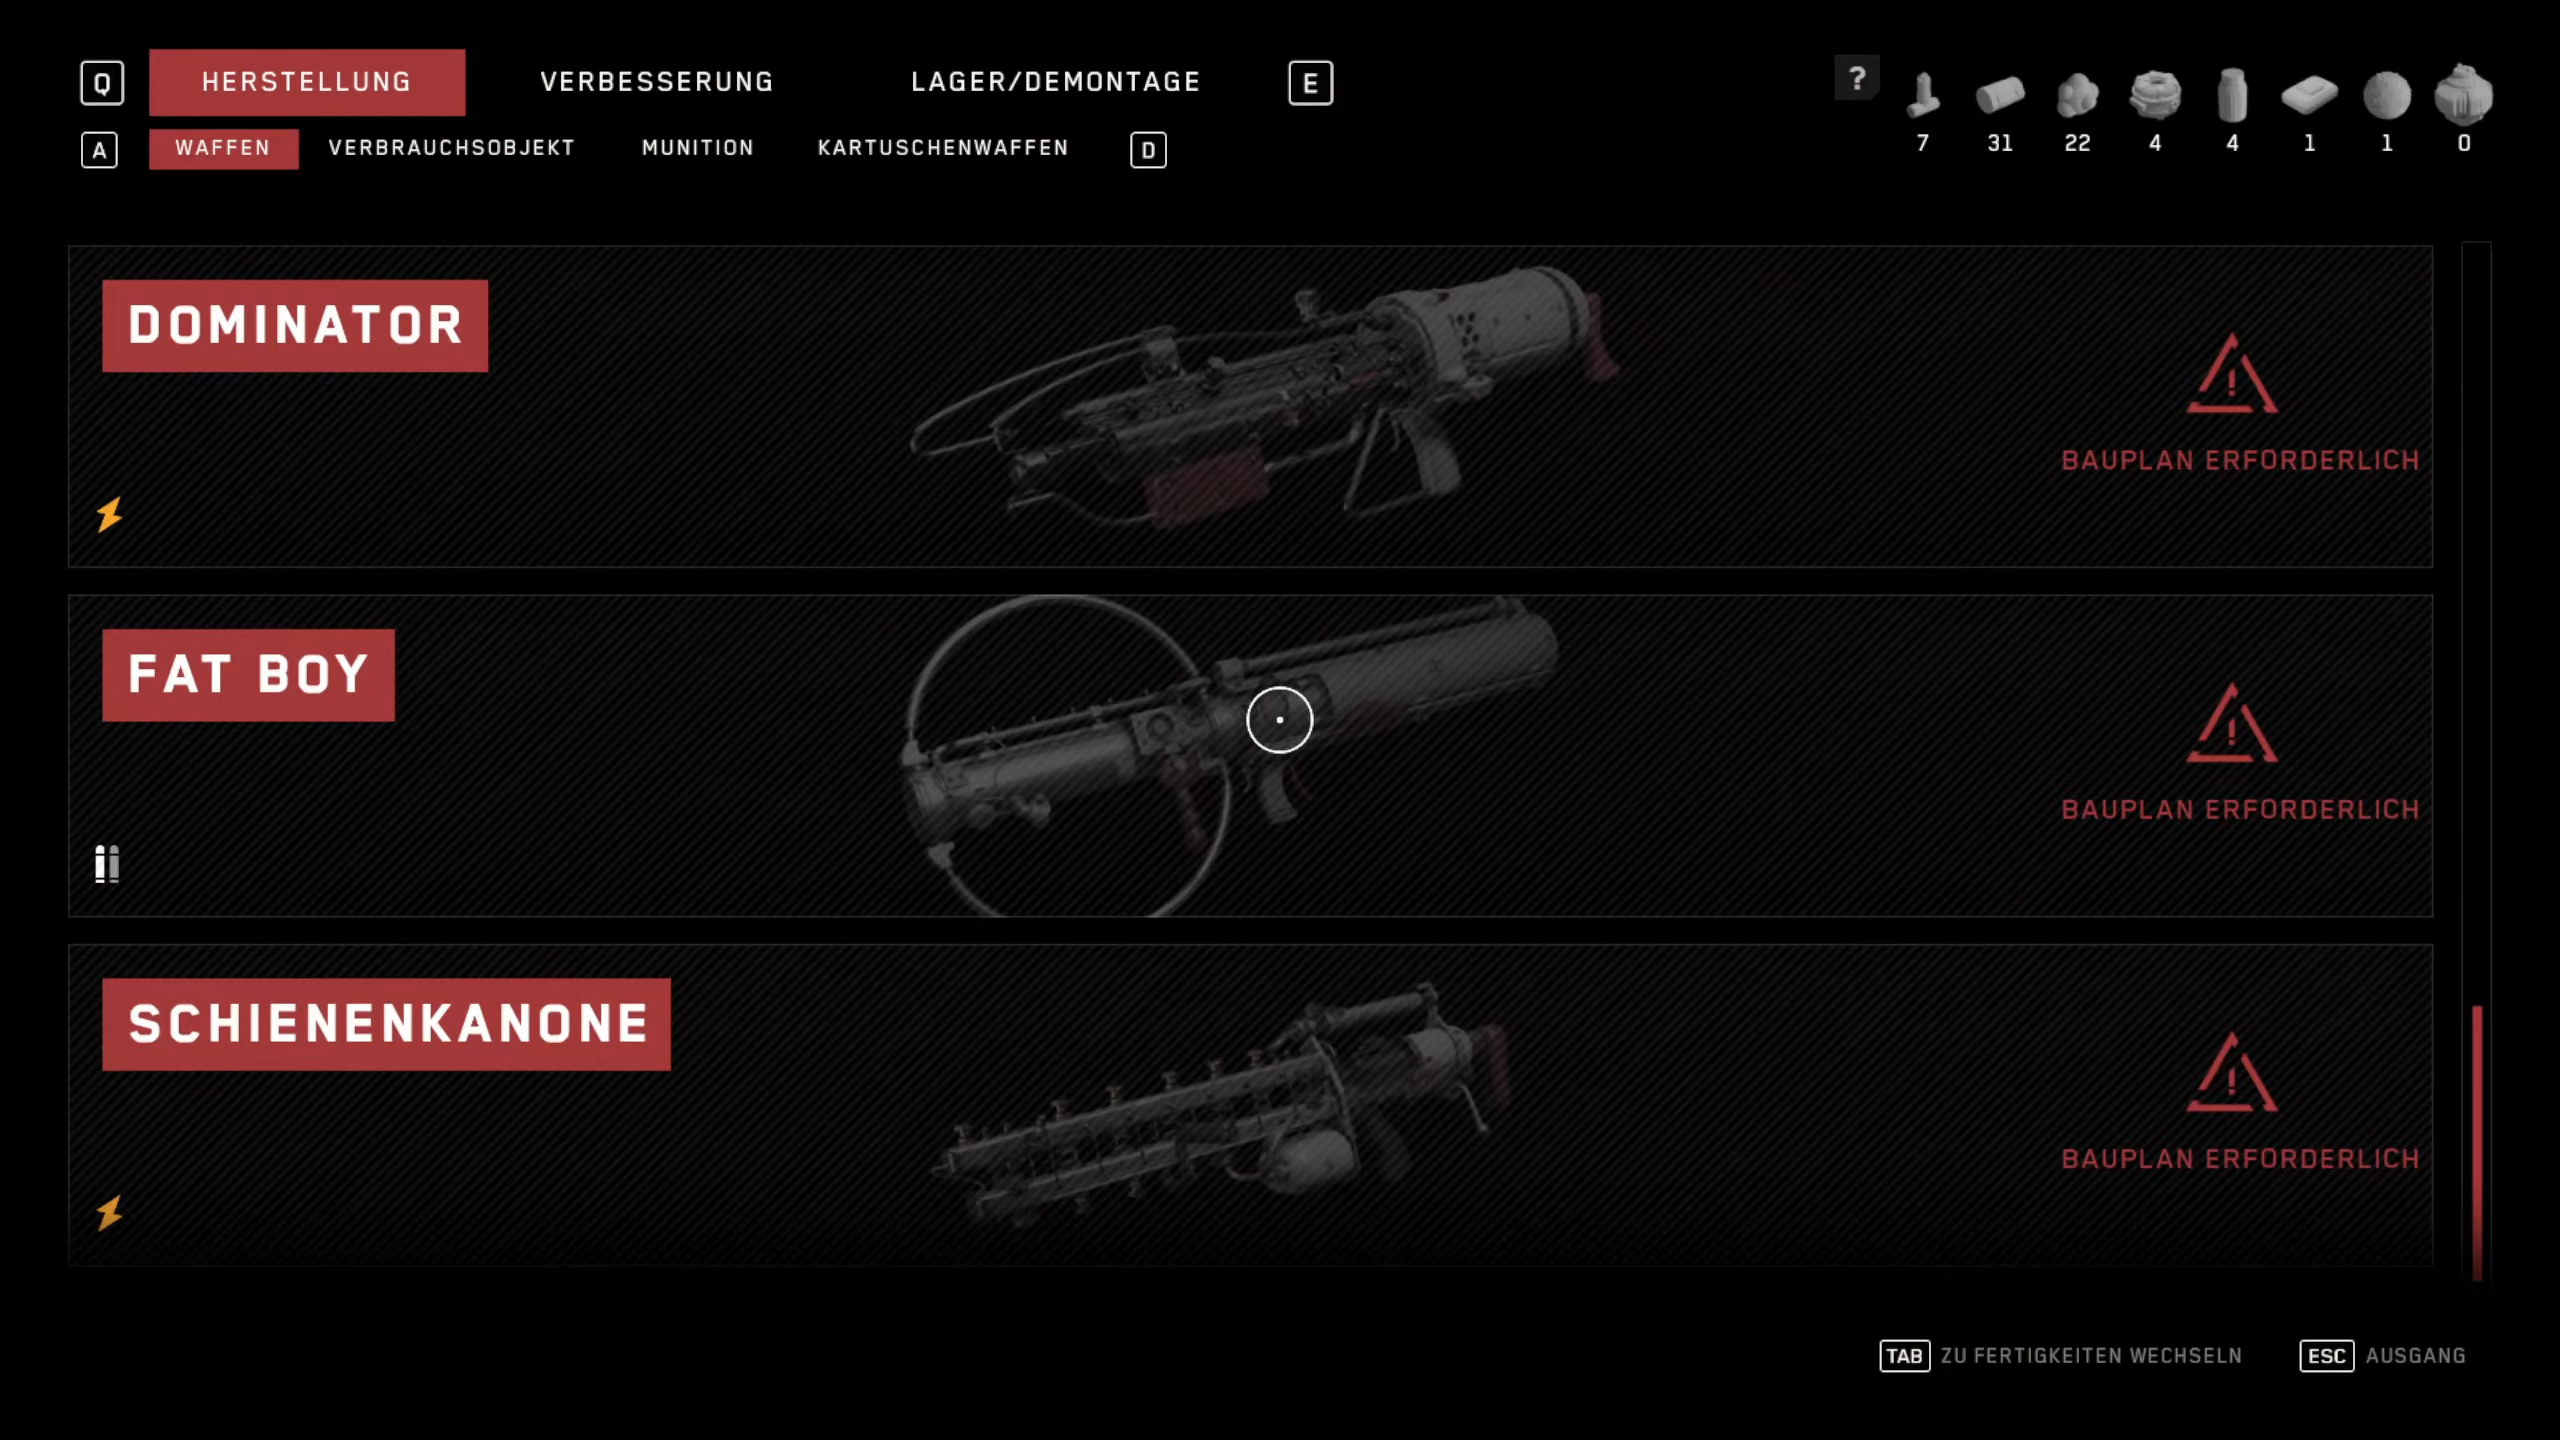 Q HERSTELLUNG VERBESSERUNG LAGER/DEMONTAGE E ?
A WAFFEN VERBRAUCHSOBJEKT MUNITION KARTUSCHENWAFFEN D
7 31 22 4 4 1 1 0
DOMINATOR
BAUPLAN ERFORDERLICH
FAT BOY
BAUPLAN ERFORDERLICH
SCHIENENKANONE
BAUPLAN ERFORDERLICH
TAB ZU FERTIGKEITEN WECHSELN ESC AUSGANG